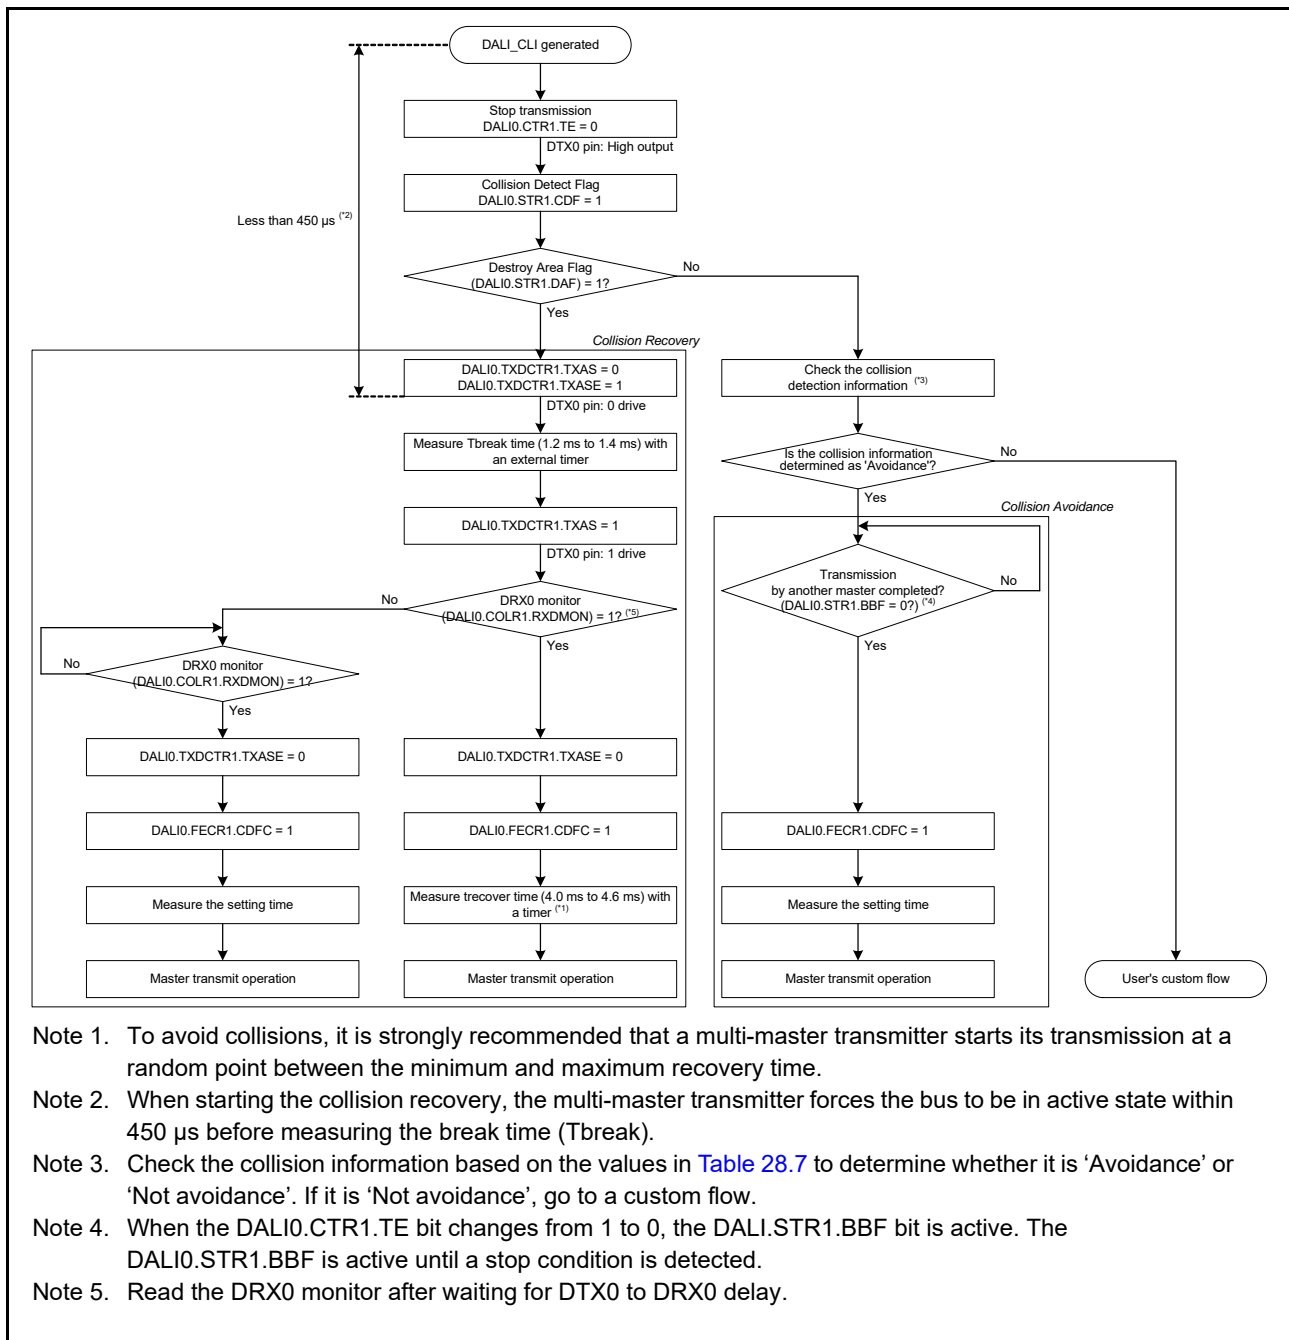 DALI_CLI generated
Stop transmission
DALI0.CTR1.TE = 0
DTX0 pin: High output
Collision Detect Flag
DALI0.STR1.CDF = 1
Less than 450 µs (*2)
Destroy Area Flag
(DALI0.STR1.DAF) = 1?
No
Yes
Collision Recovery
DALI0.TXDCTR1.TXAS = 0
DALI0.TXDCTR1.TXASE = 1
DTX0 pin: 0 drive
Check the collision
detection information (*3)
Measure Tbreak time (1.2 ms to 1.4 ms) with
an external timer
Is the collision information
determined as 'Avoidance'?
No
Yes
DALI0.TXDCTR1.TXAS = 1
DTX0 pin: 1 drive
Collision Avoidance
Transmission
by another master completed?
(DALI0.STR1.BBF = 0?) (*4)
No
Yes
DRX0 monitor
(DALI0.COLR1.RXDMON) = 1? (*5)
No
Yes
DRX0 monitor
(DALI0.COLR1.RXDMON) = 1?
No
Yes
DALI0.TXDCTR1.TXASE = 0
DALI0.TXDCTR1.TXASE = 0
DALI0.FECR1.CDFC = 1
DALI0.FECR1.CDFC = 1
DALI0.FECR1.CDFC = 1
Measure the setting time
Measure trecover time (4.0 ms to 4.6 ms) with
a timer (*1)
Measure the setting time
Master transmit operation
Master transmit operation
Master transmit operation
User's custom flow
Note 1. To avoid collisions, it is strongly recommended that a multi-master transmitter starts its transmission at a
random point between the minimum and maximum recovery time.
Note 2. When starting the collision recovery, the multi-master transmitter forces the bus to be in active state within
450 µs before measuring the break time (Tbreak).
Note 3. Check the collision information based on the values in Table 28.7 to determine whether it is ‘Avoidance’ or
‘Not avoidance’. If it is ‘Not avoidance’, go to a custom flow.
Note 4. When the DALI0.CTR1.TE bit changes from 1 to 0, the DALI.STR1.BBF bit is active. The
DALI0.STR1.BBF is active until a stop condition is detected.
Note 5. Read the DRX0 monitor after waiting for DTX0 to DRX0 delay.